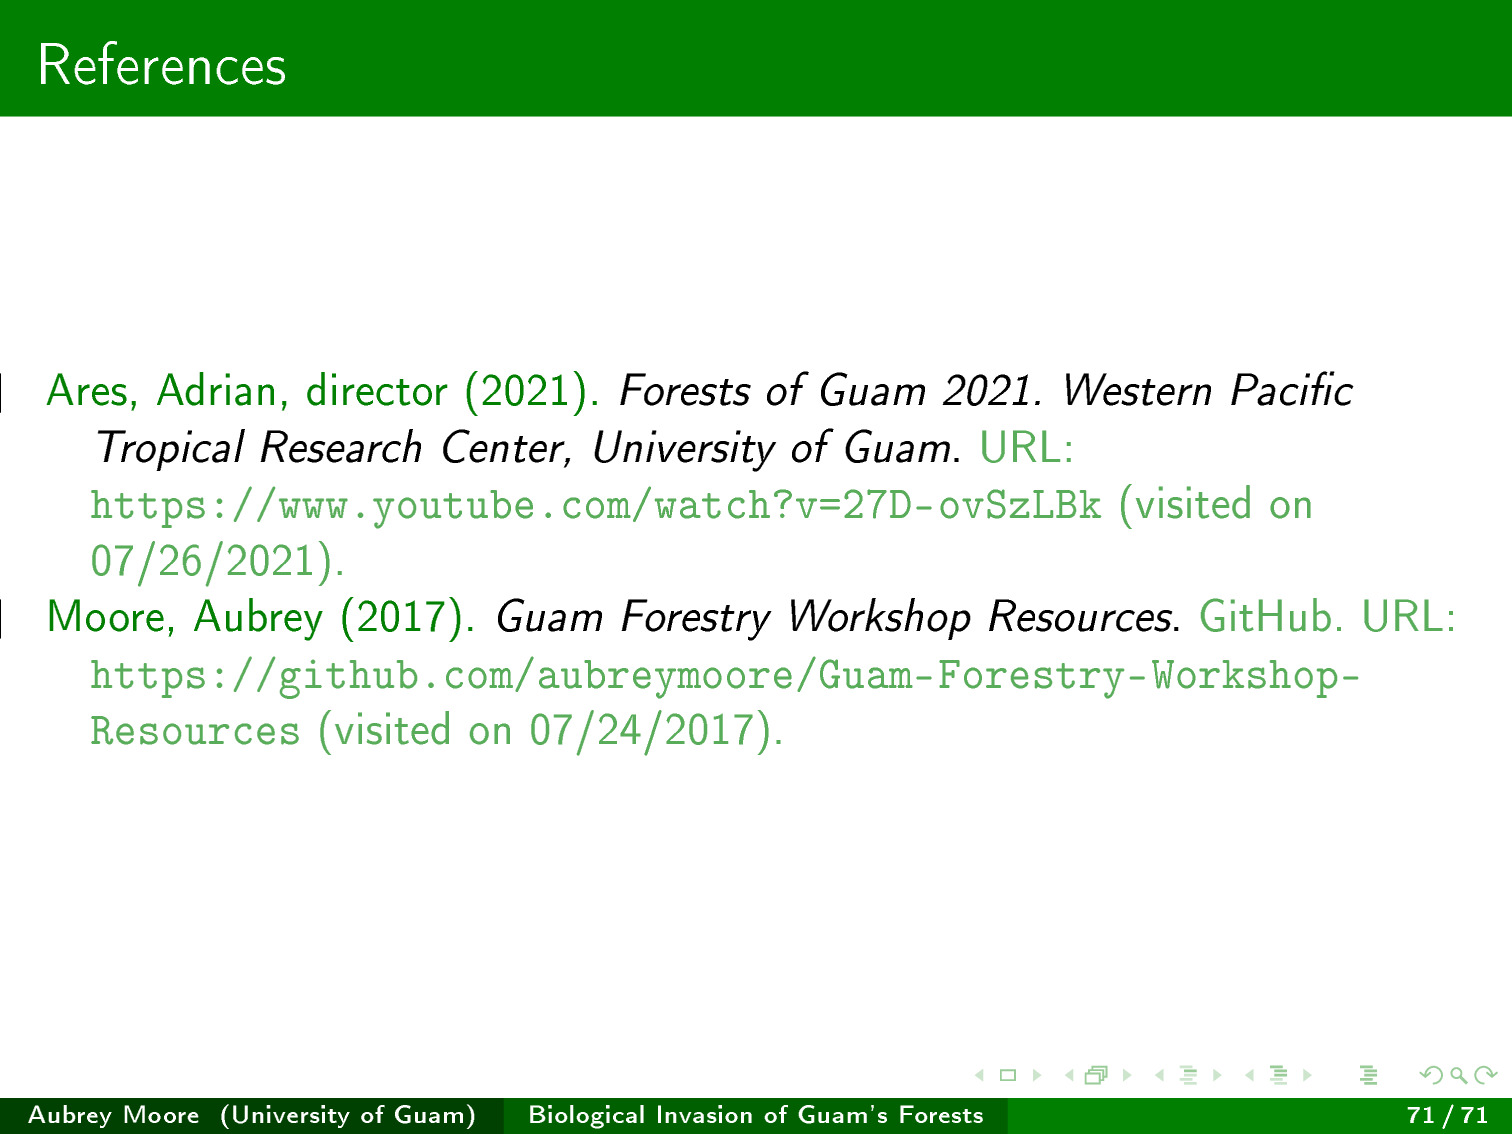 References
Ares, Adrian, director (2021). Forests of Guam 2021. Western Pacific
Tropical Research Center, University of Guam. URL:
https://www.youtube.com/watch?v=27D-ovSzLBk (visited on
07/26/2021).
Moore, Aubrey (2017). Guam Forestry Workshop Resources. GitHub. URL:
https://github.com/aubreymoore/Guam-Forestry-Workshop-
Resources (visited on 07/24/2017).
Aubrey Moore (University of Guam) Biological Invasion of Guam's Forests 71 / 71